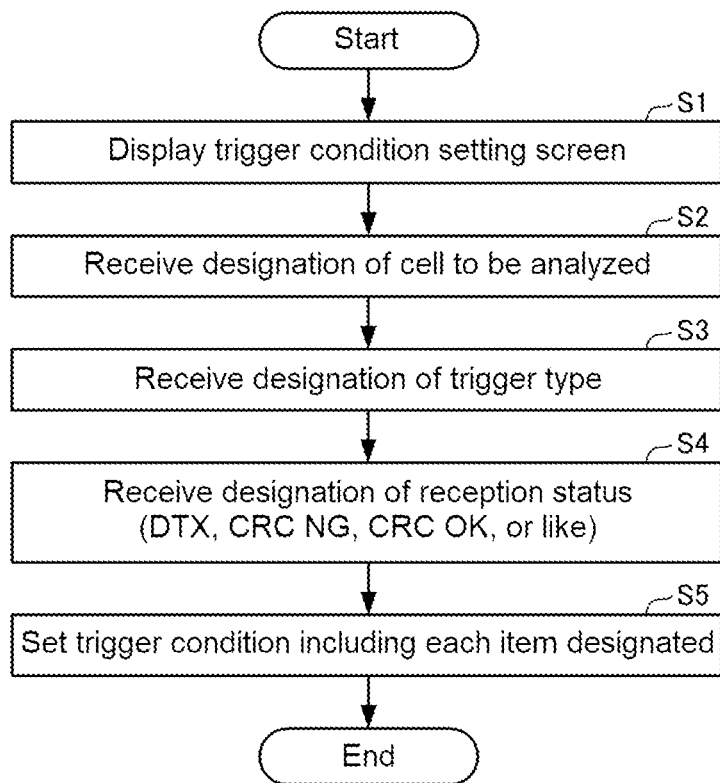 Start
S1
Display trigger condition setting screen
S2
Receive designation of cell to be analyzed
S3
Receive designation of trigger type
S4
Receive designation of reception status
(DTX, CRC NG, CRC OK, or like)
S5
Set trigger condition including each item designated
End